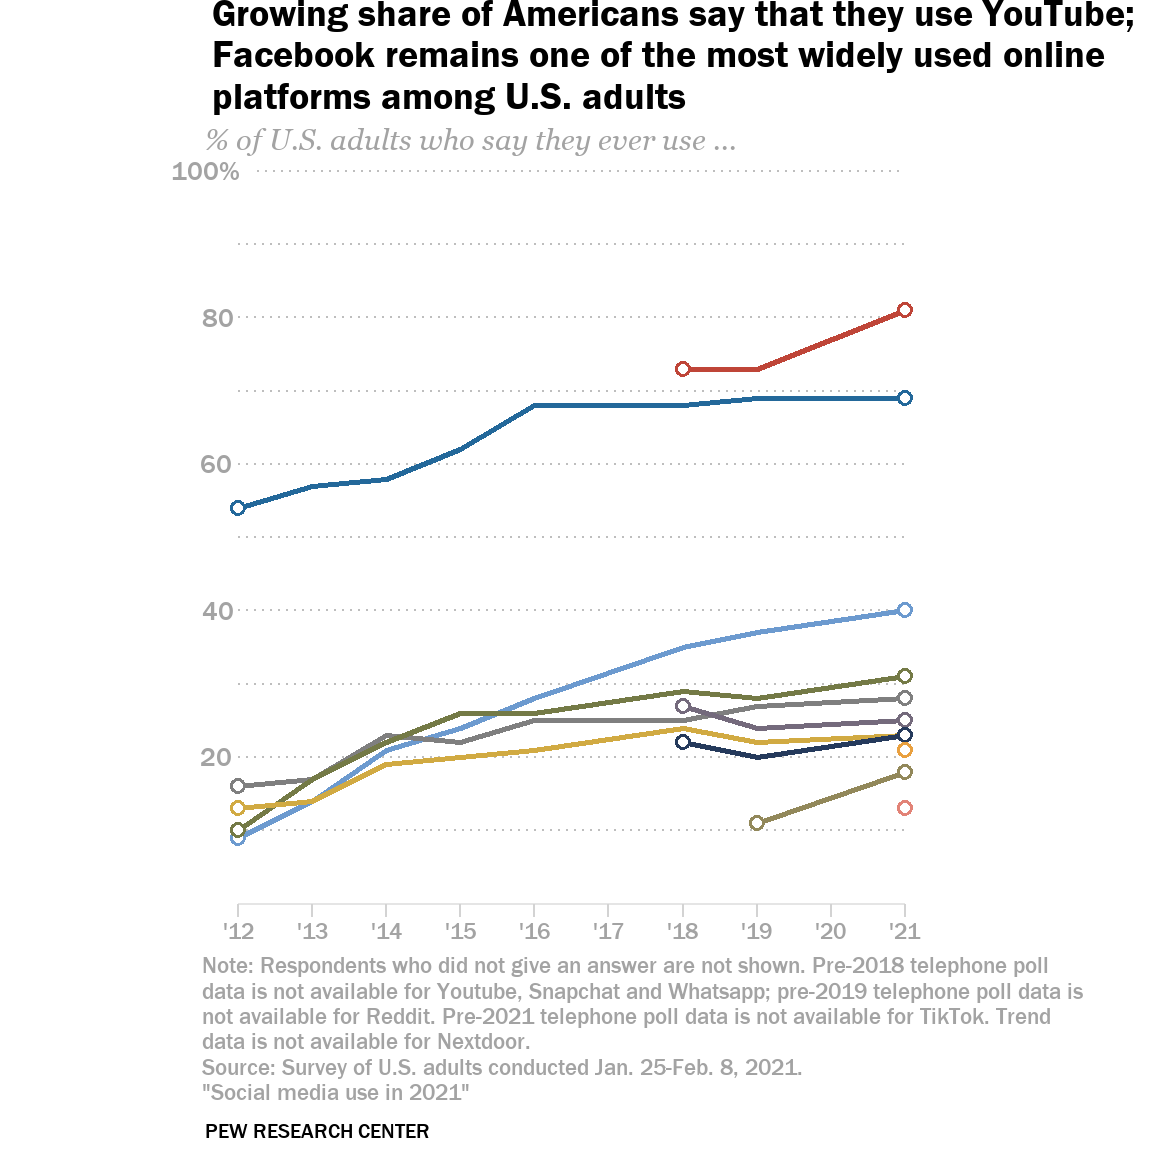 Growing share of Americans say that they use YouTube;
Facebook remains one of the most widely used online
platforms among U.S. adults
% of U.S. adults who say they ever use ...
100%
80
60
40
20
'12 '13 '14 '15 '16 '17 '18 '19 '20 '21
Note: Respondents who did not give an answer are not shown. Pre-2018 telephone poll
data is not available for Youtube, Snapchat and Whatsapp; pre-2019 telephone poll data is
not available for Reddit. Pre-2021 telephone poll data is not available for TikTok. Trend
data is not available for Nextdoor.
Source: Survey of U.S. adults conducted Jan. 25-Feb. 8, 2021.
"Social media use in 2021"
PEW RESEARCH CENTER